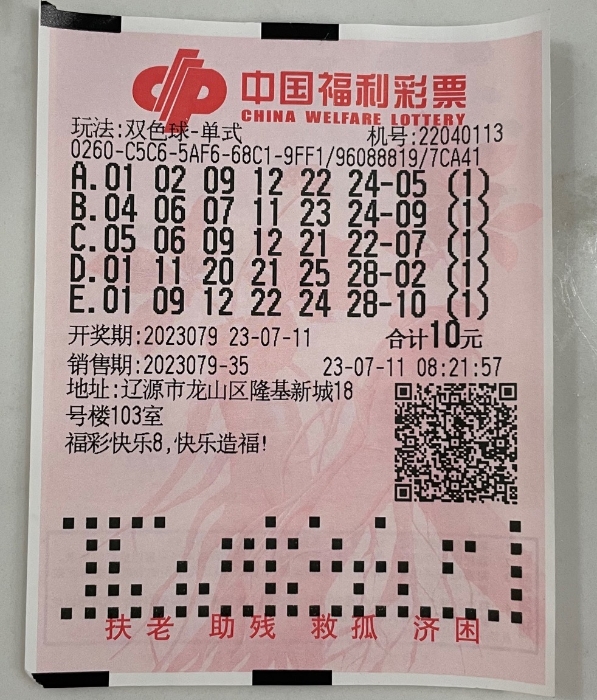 中国福利彩票
CHINA WELFARE LOTTERY
玩法:双色球-单式 机号:22040113
0260-C5C6-5AF6-68C1-9FF1/96088819/7CA41
A.01 02 09 12 22 24-05 (1)
B.04 06 07 11 23 24-09 (1)
C.05 06 09 12 21 22-07 (1)
D.01 11 20 21 25 28-02 (1)
E.01 09 12 22 24 28-10 (1)
开奖期:2023079 23-07-11 合计10元
销售期:2023079-35 23-07-11 08:21:57
地址:辽源市龙山区隆基新城18
号楼103室
福彩快乐8,快乐造福!
扶老 助残 救孤 济困